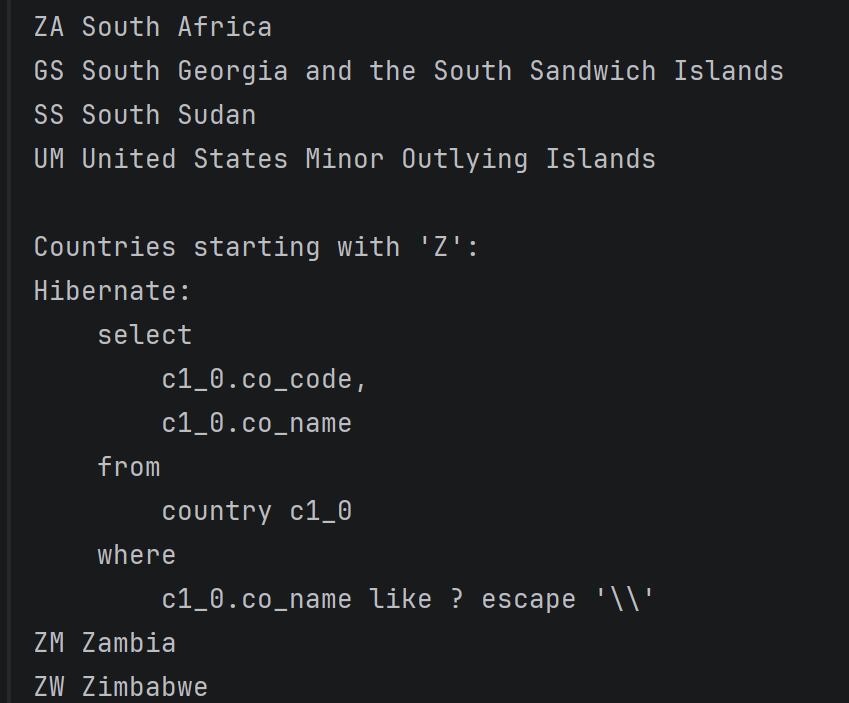 ZA South Africa
GS South Georgia and the South Sandwich Islands
SS South Sudan
UM United States Minor Outlying Islands

Countries starting with 'Z':
Hibernate:
    select
        c1_0.co_code,
        c1_0.co_name
    from
        country c1_0
    where
        c1_0.co_name like ? escape '\\'
ZM Zambia
ZW Zimbabwe